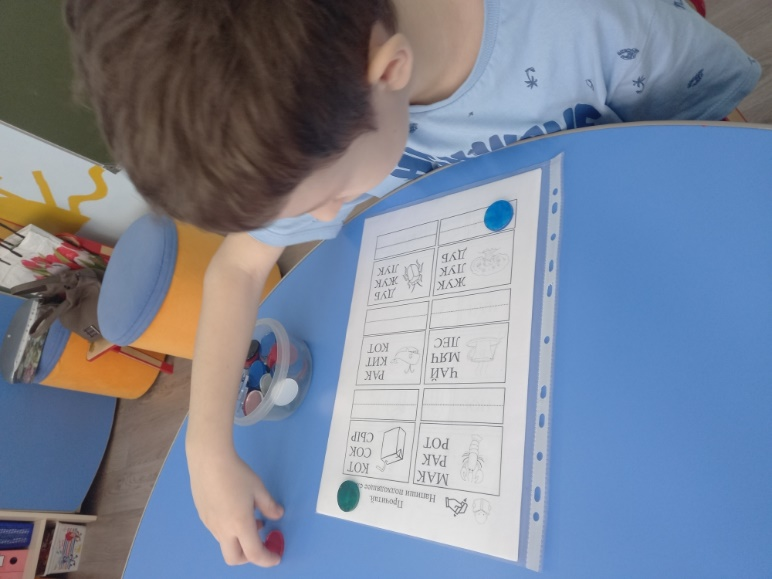 Прочитай.
Напиши подходящее
МАК
РАК
РОТ
КОТ
СОК
СЫР
ЧАЙ
МЯЧ
ЛЕС
РАК
КИТ
КОТ
ЖУК
ЛУК
ДУБ
ДУБ
ЖУК
ЛУК